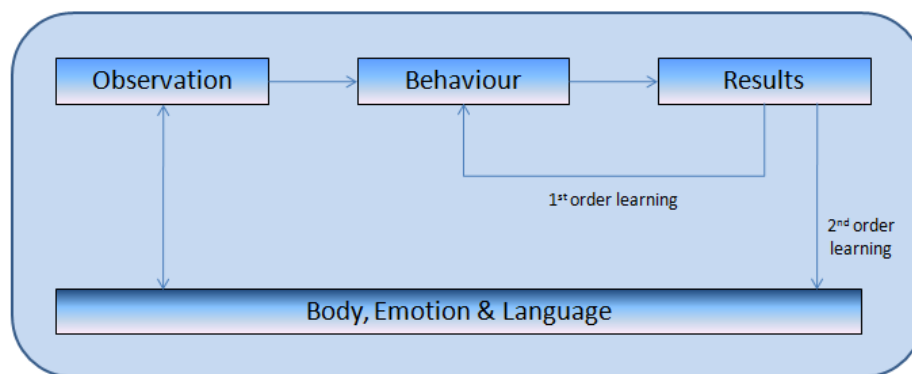 Observation
Behaviour
Results
1st order learning
2nd order
learning
Body, Emotion & Language